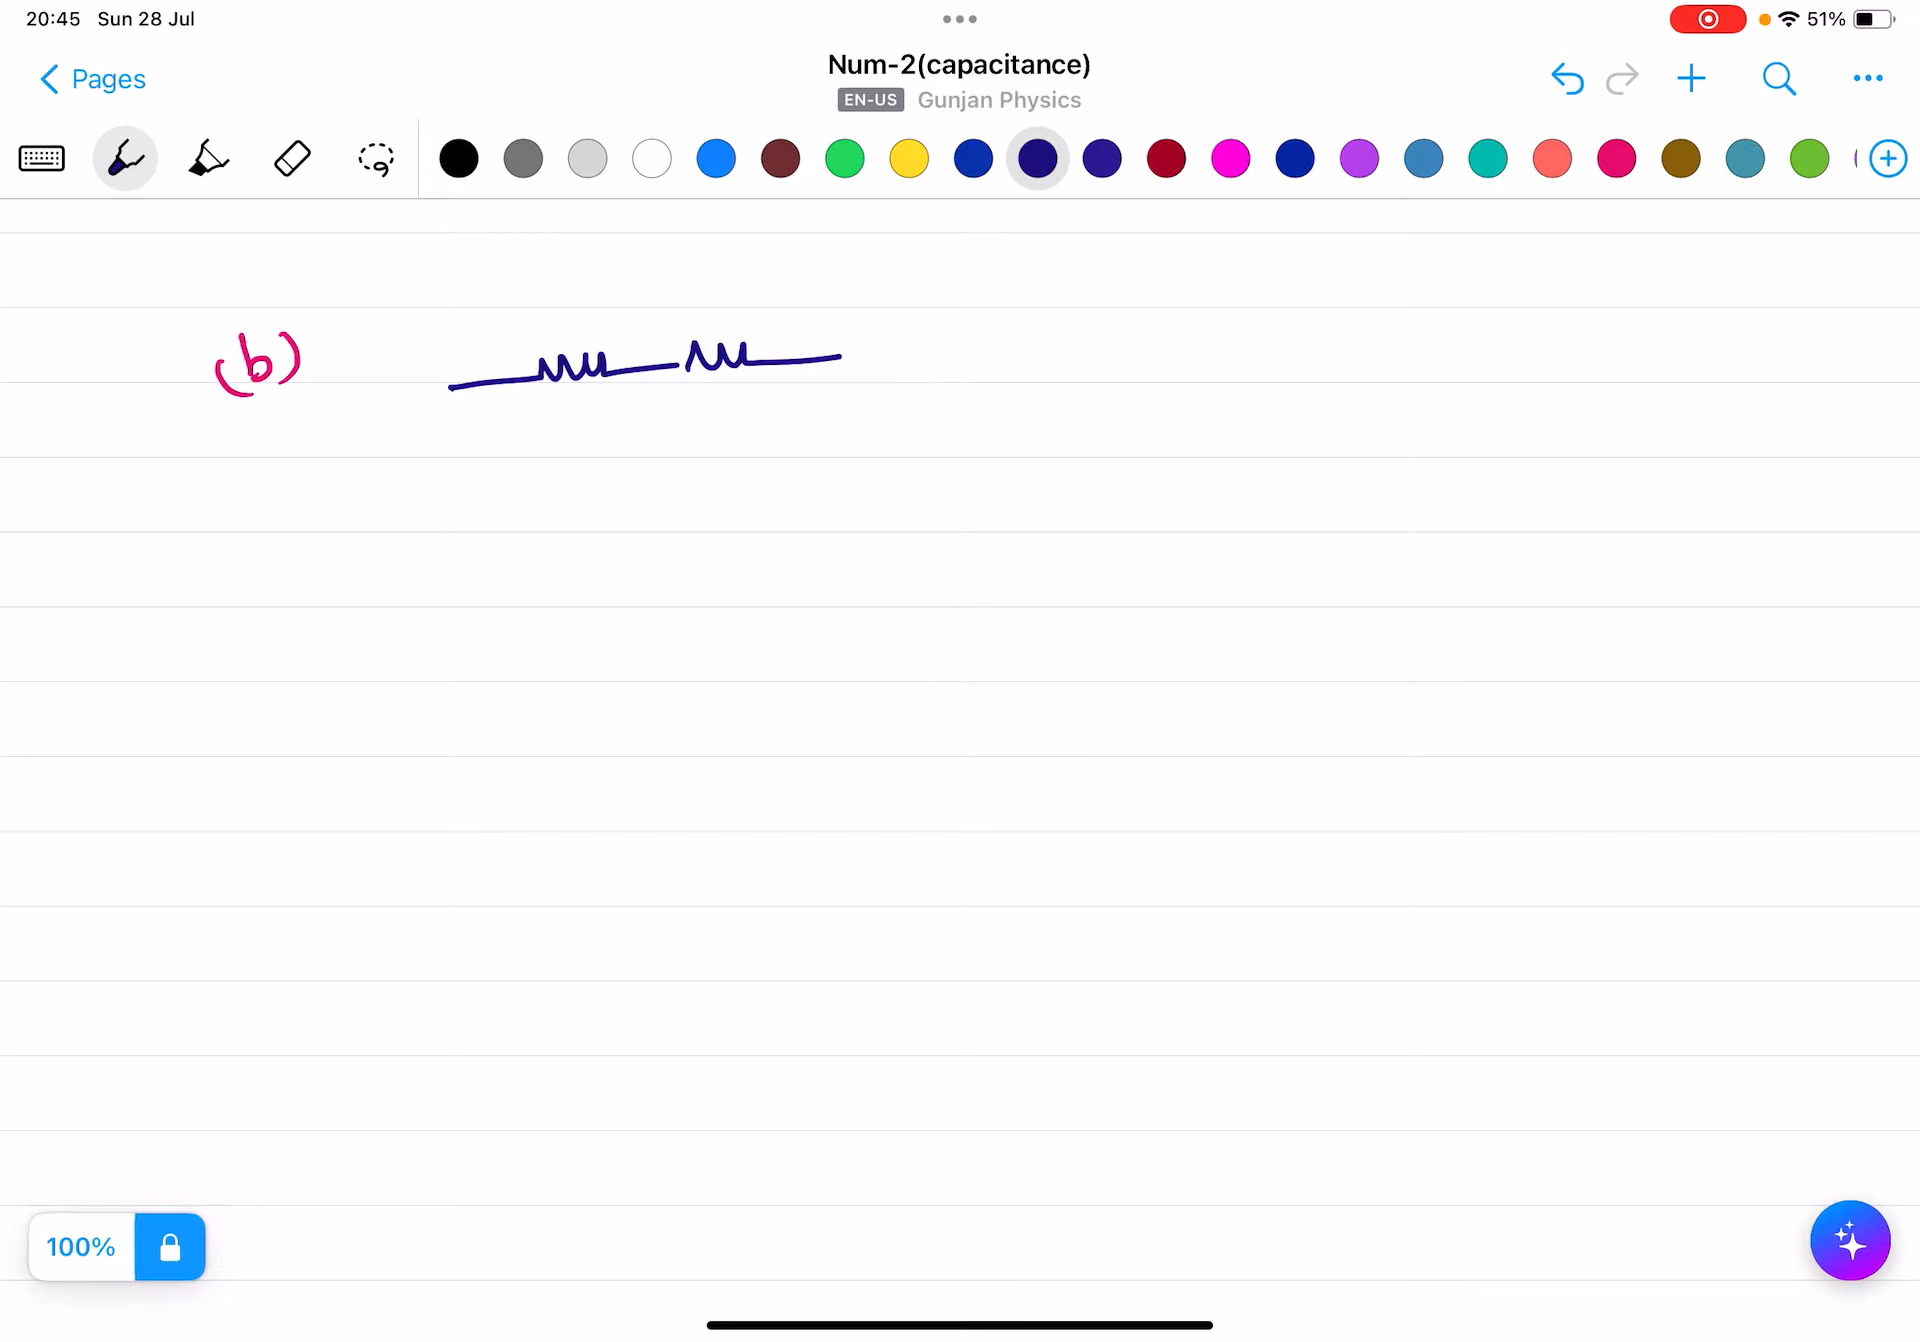 20:45 Sun 28 Jul
51%
Pages
Num-2(capacitance)
EN-US Gunjan Physics
(b)
100%